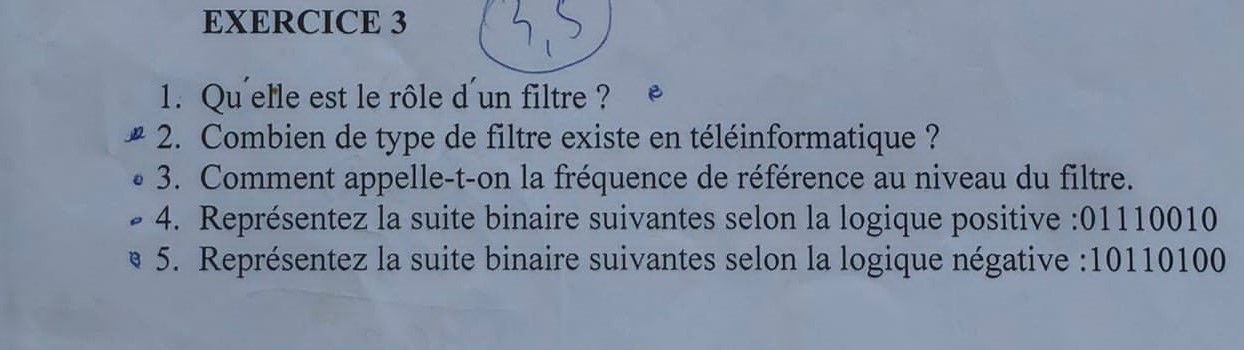 EXERCICE 3 4,5
1. Qu'elle est le rôle d'un filtre ?
2. Combien de type de filtre existe en téléinformatique ?
3. Comment appelle-t-on la fréquence de référence au niveau du filtre.
4. Représentez la suite binaire suivantes selon la logique positive :01110010
5. Représentez la suite binaire suivantes selon la logique négative :10110100